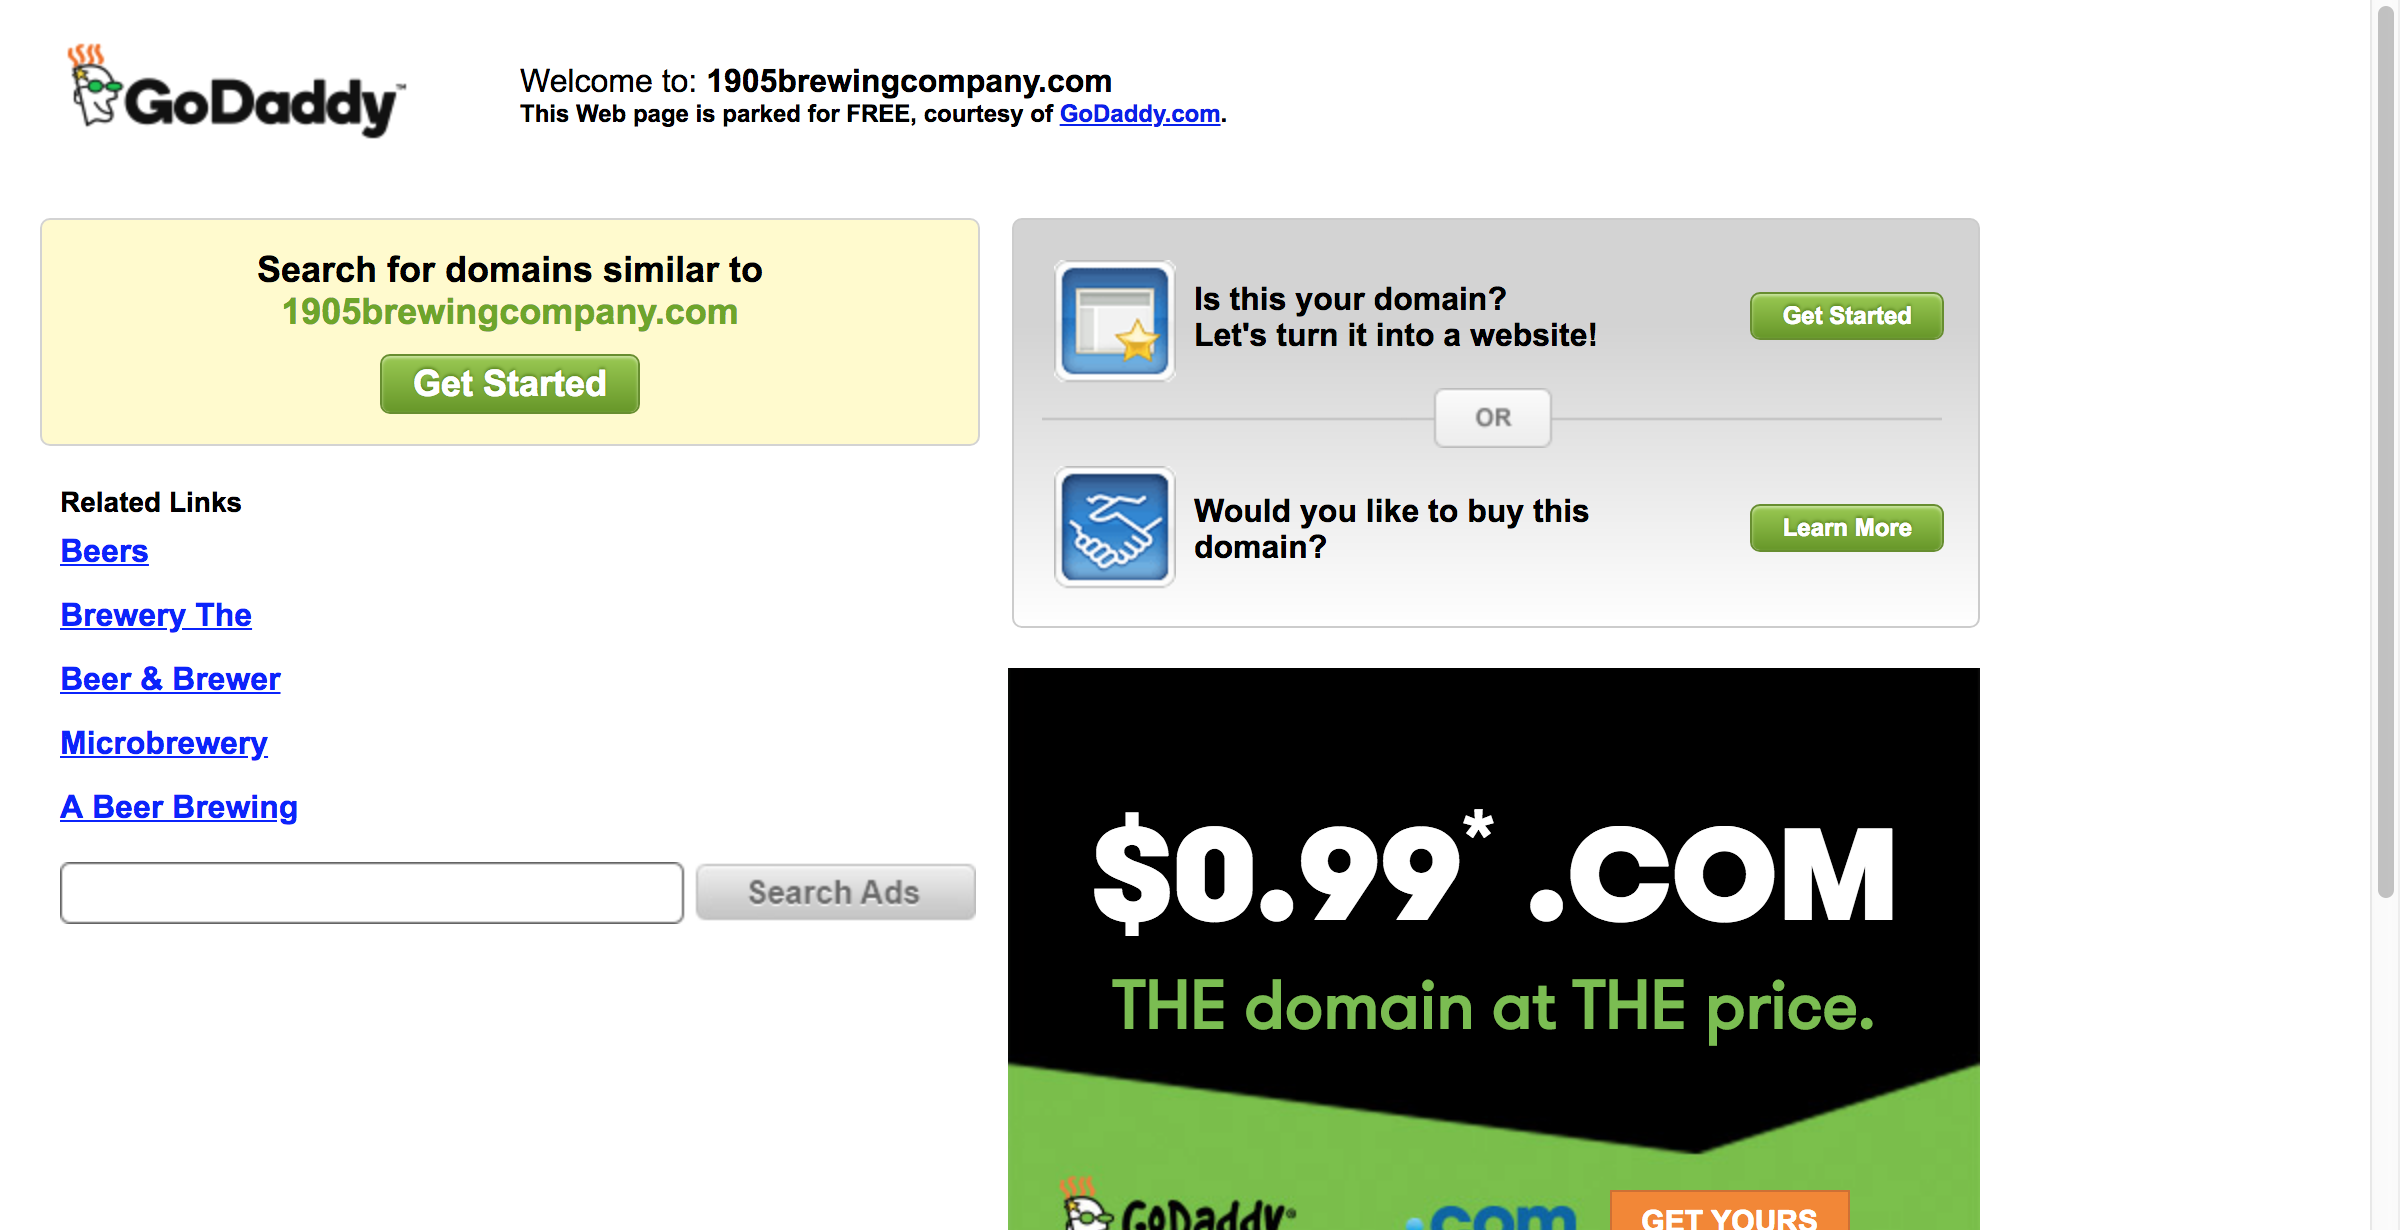 GoDaddy™
Welcome to: 1905brewingcompany.com
This Web page is parked for FREE, courtesy of GoDaddy.com.
Search for domains similar to
1905brewingcompany.com
Get Started
Related Links
Beers
Brewery The
Beer & Brewer
Microbrewery
A Beer Brewing
Search Ads
Is this your domain?
Let's turn it into a website!
Get Started
OR
Would you like to buy this
domain?
Learn More
$0.99* .COM
THE domain at THE price.
GoDaddy®
.com
GET YOURS